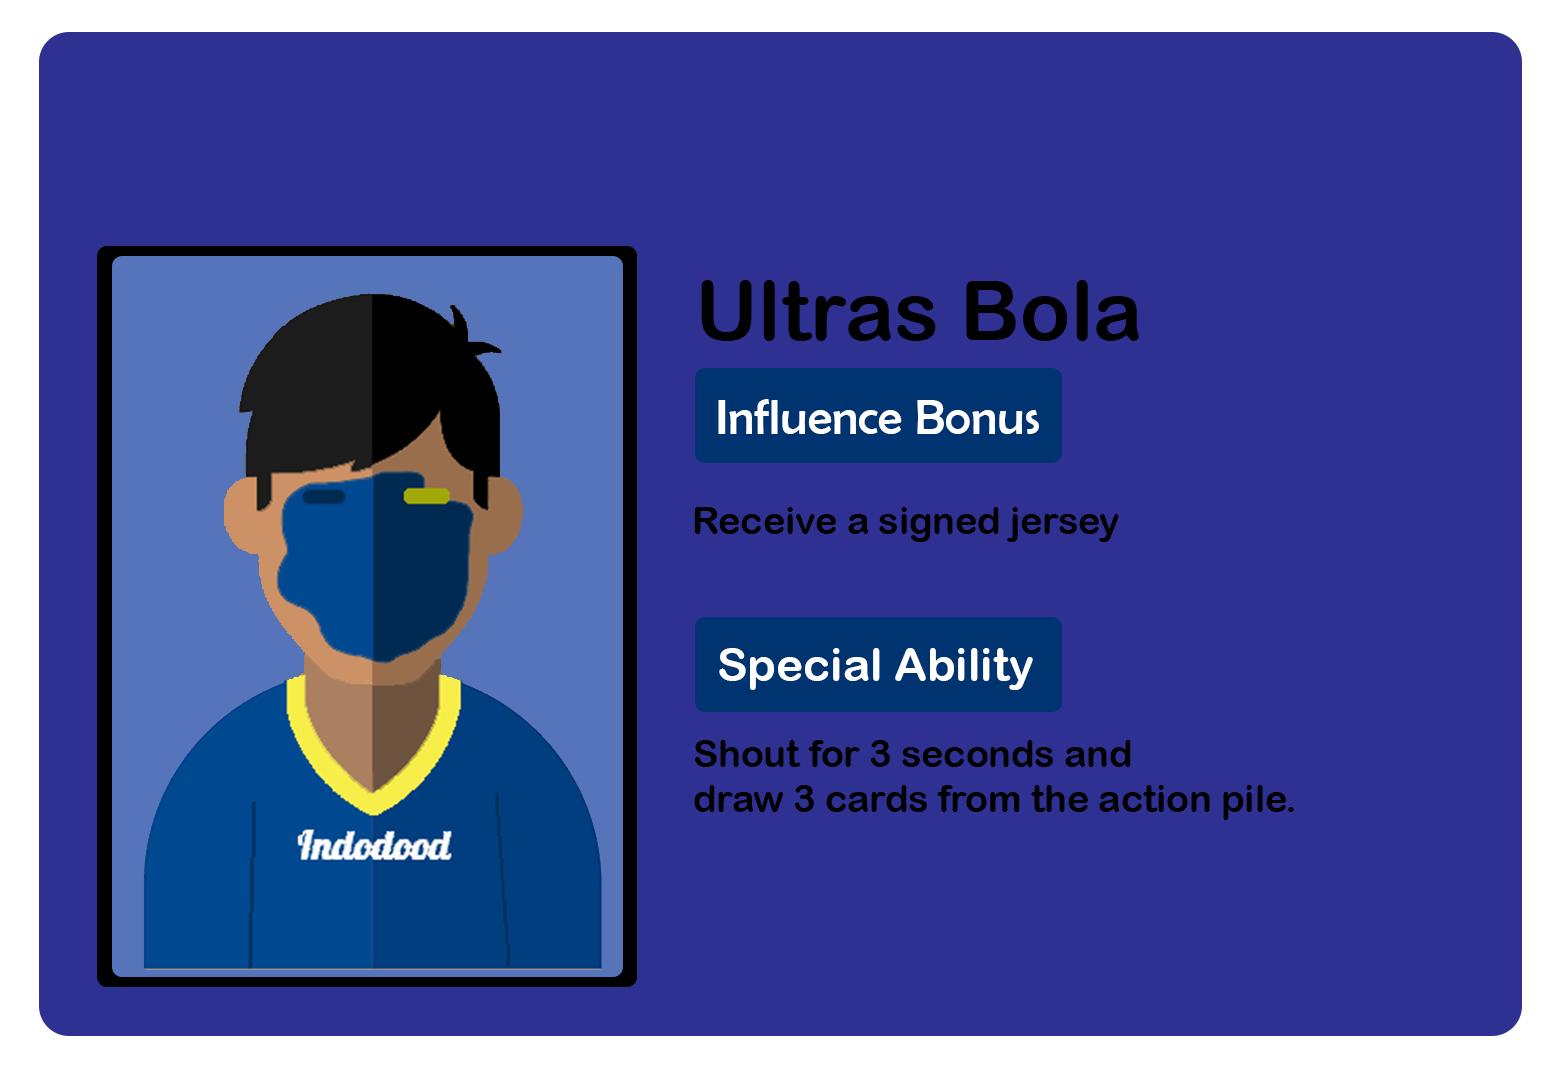 Ultras Bola
Influence Bonus
Receive a signed jersey
Special Ability
Shout for 3 seconds and
draw 3 cards from the action pile.
Indodood